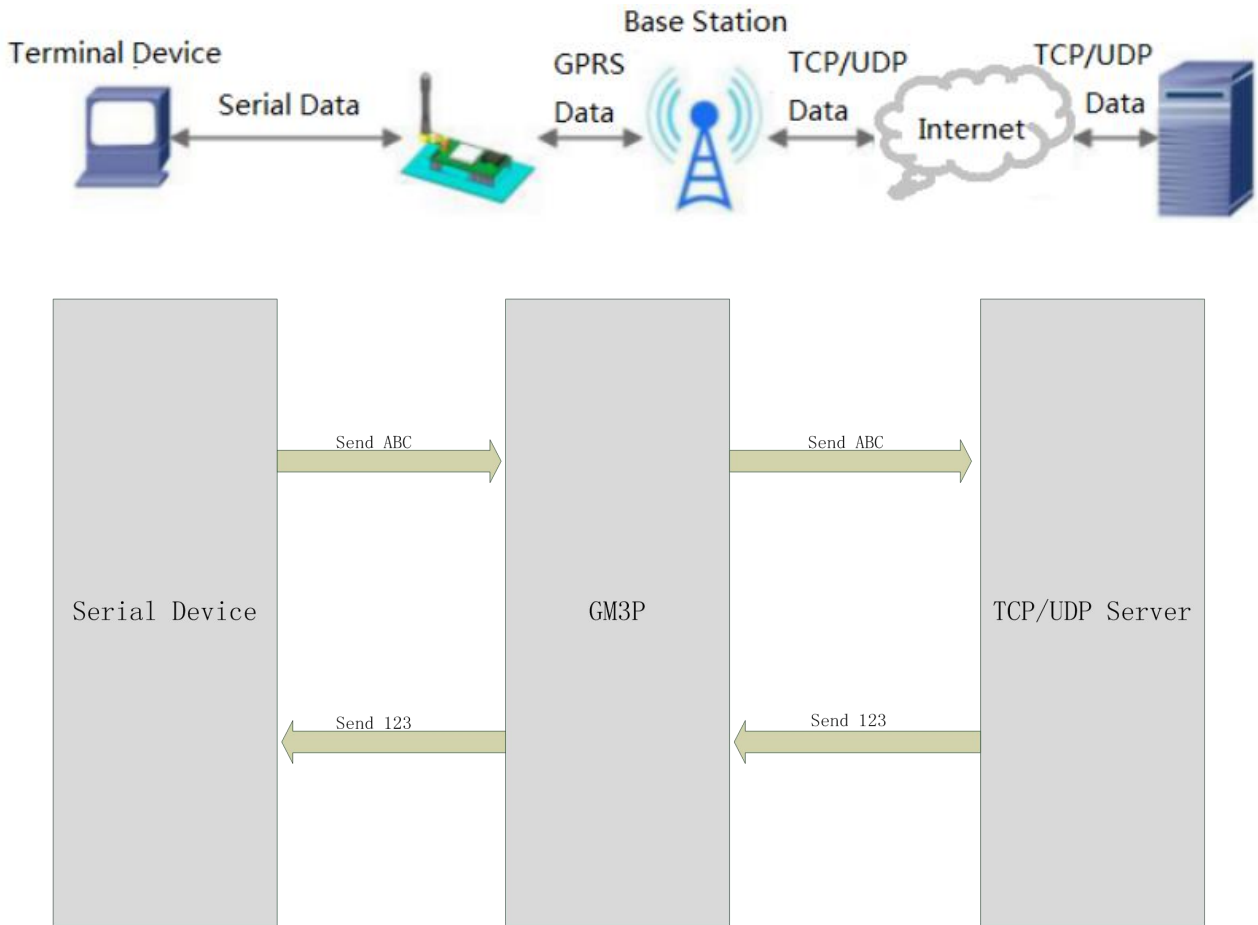 Base Station
Terminal Device
GPRS
TCP/UDP
TCP/UDP
Serial Data
Data
Data
Internet
Data
Send ABC
Send ABC
Serial Device
GM3P
TCP/UDP Server
Send 123
Send 123